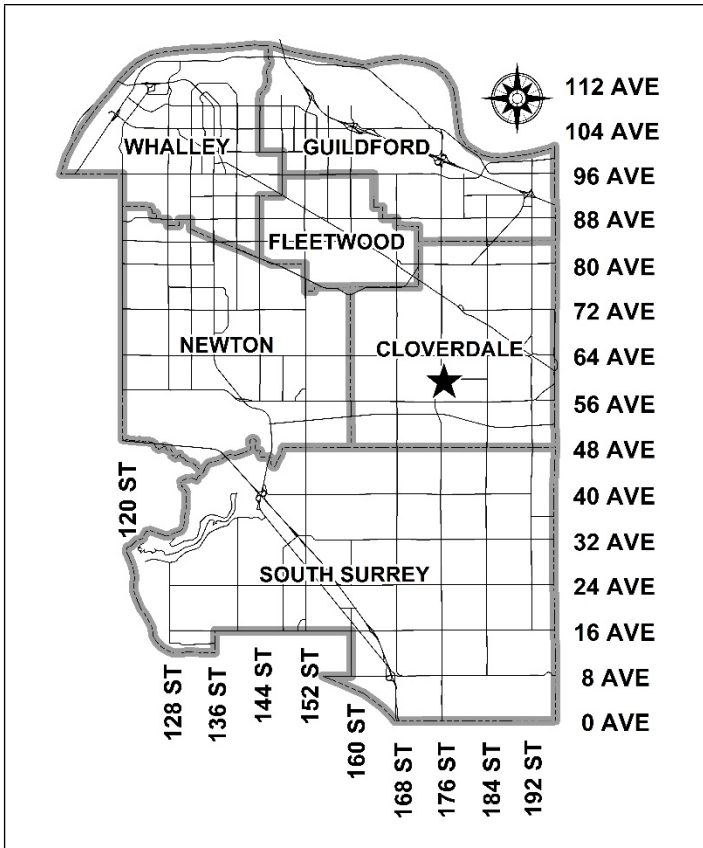 112 AVE
104 AVE
WHALLEY
GUILDFORD
96 AVE
88 AVE
FLEETWOOD
80 AVE
72 AVE
NEWTON
CLOVERDALE
64 AVE
56 AVE
48 AVE
120 ST
40 AVE
32 AVE
SOUTH SURREY
24 AVE
16 AVE
128 ST
136 ST
144 ST
152 ST
160 ST
8 AVE
0 AVE
168 ST
176 ST
184 ST
192 ST